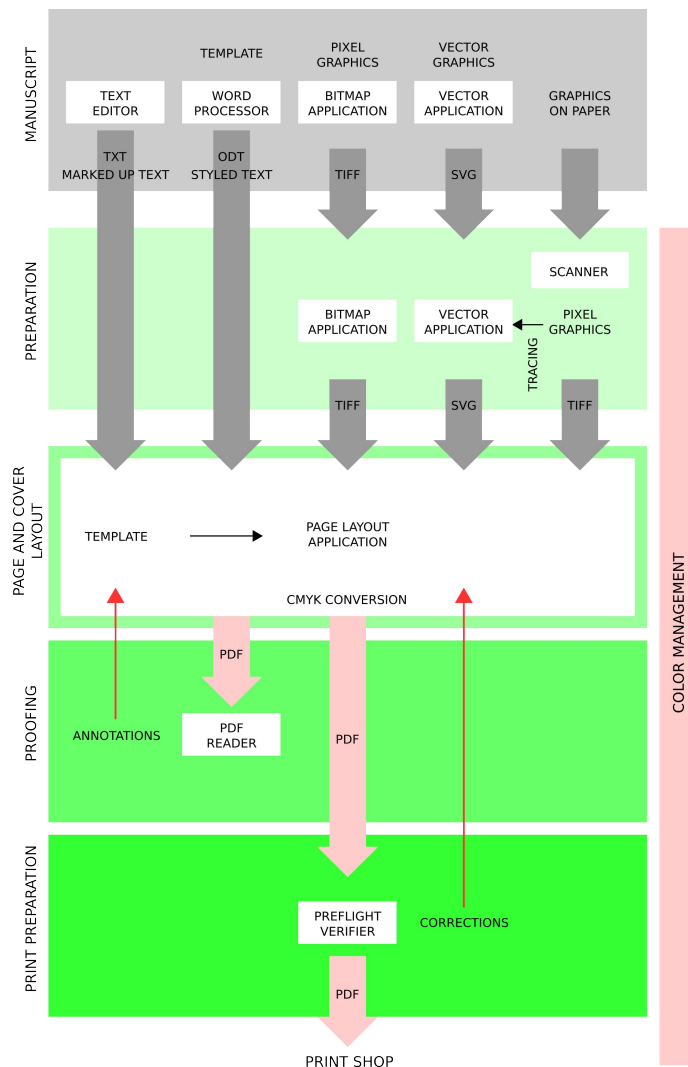 MANUSCRIPT
TEMPLATE
PIXEL
GRAPHICS
VECTOR
GRAPHICS
TEXT
EDITOR
WORD
PROCESSOR
BITMAP
APPLICATION
VECTOR
APPLICATION
GRAPHICS
ON PAPER
TXT
MARKED UP TEXT
ODT
STYLED TEXT
TIFF
SVG
PREPARATION
SCANNER
BITMAP
APPLICATION
VECTOR
APPLICATION
PIXEL
GRAPHICS
TRACING
TIFF
SVG
TIFF
PAGE AND COVER
LAYOUT
TEMPLATE
PAGE LAYOUT
APPLICATION
CMYK CONVERSION
COLOR MANAGEMENT
PROOFING
PDF
ANNOTATIONS
PDF
READER
PDF
PRINT PREPARATION
PREFLIGHT
VERIFIER
CORRECTIONS
PDF
PRINT SHOP